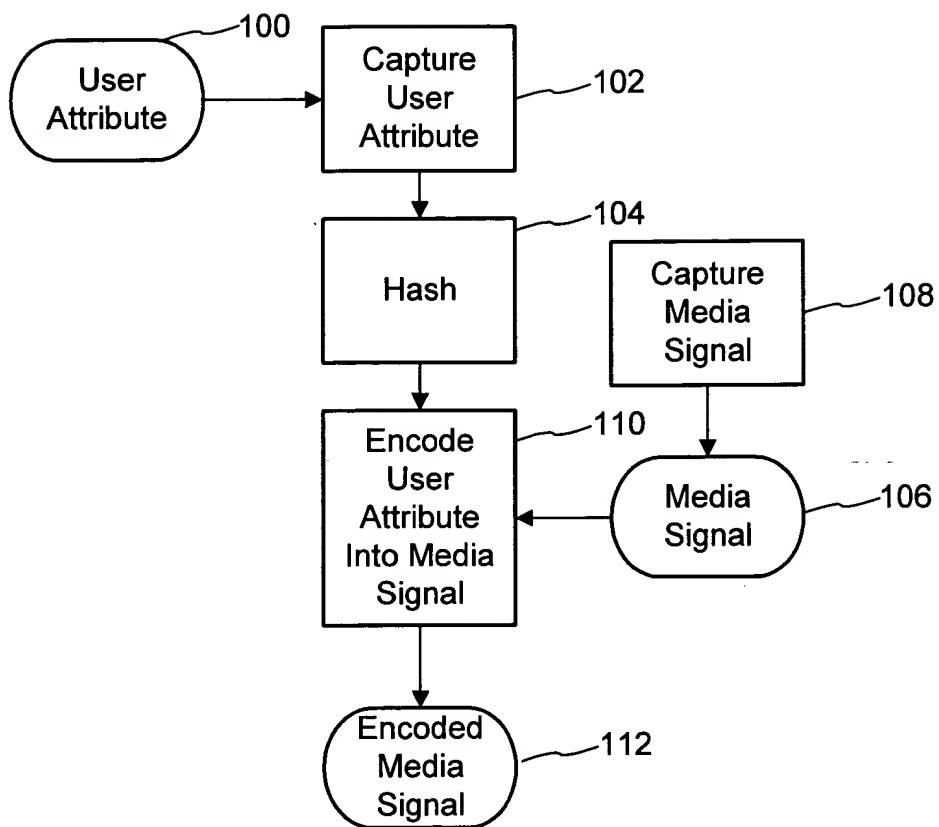 100
User
Attribute
Capture
User
Attribute
102
104
Hash
Capture
Media
Signal
108
Encode
User
Attribute
Into Media
Signal
110
Media
Signal
106
Encoded
Media
Signal
112